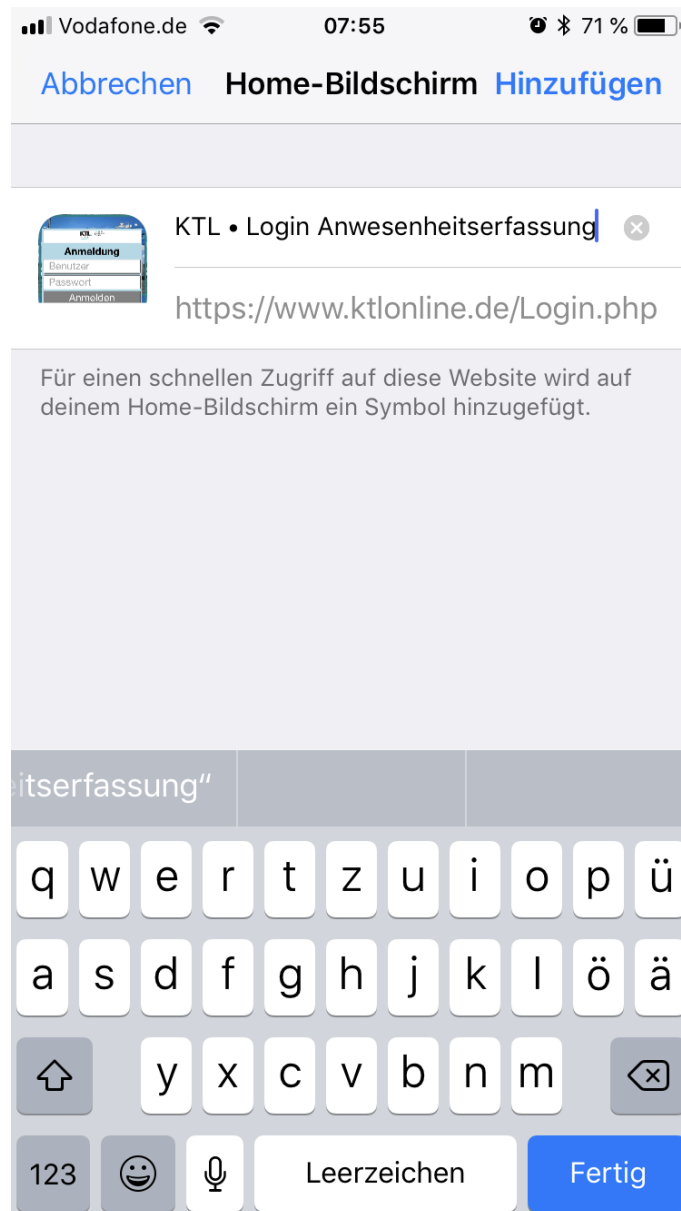 Vodafone.de 07:55 71 %
Abbrechen Home-Bildschirm Hinzufügen
KTL
Anmeldung
Benutzer
Passwort
Anmelden
KTL • Login Anwesenheitserfassung
https://www.ktlonline.de/Login.php
Für einen schnellen Zugriff auf diese Website wird auf
deinem Home-Bildschirm ein Symbol hinzugefügt.
eitserfassung“
q w e r t z u i o p ü
a s d f g h j k l ö ä
y x c v b n m
123 Leerzeichen Fertig